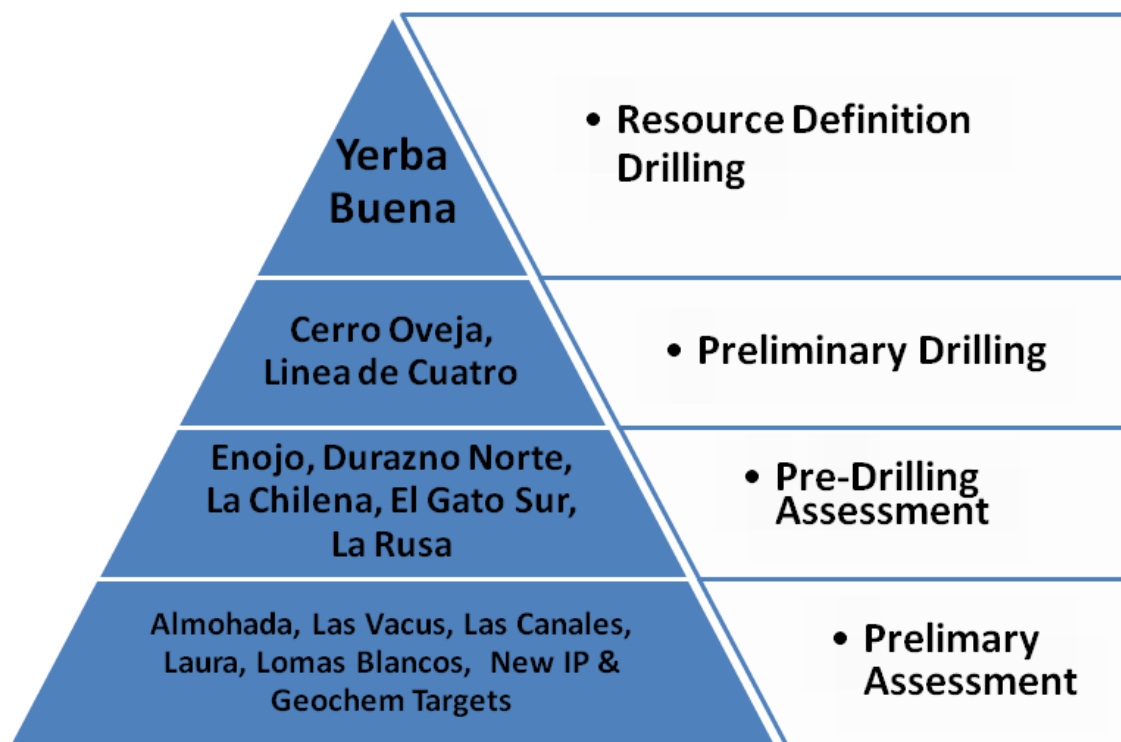 Yerba
Buena
• Resource Definition
Drilling
Cerro Oveja,
Linea de Cuatro
• Preliminary Drilling
Enojo, Durazno Norte,
La Chilena, El Gato Sur,
La Rusa
• Pre-Drilling
Assessment
Almohada, Las Vacus, Las Canales,
Laura, Lomas Blancos, New IP &
Geochem Targets
• Prelimary
Assessment